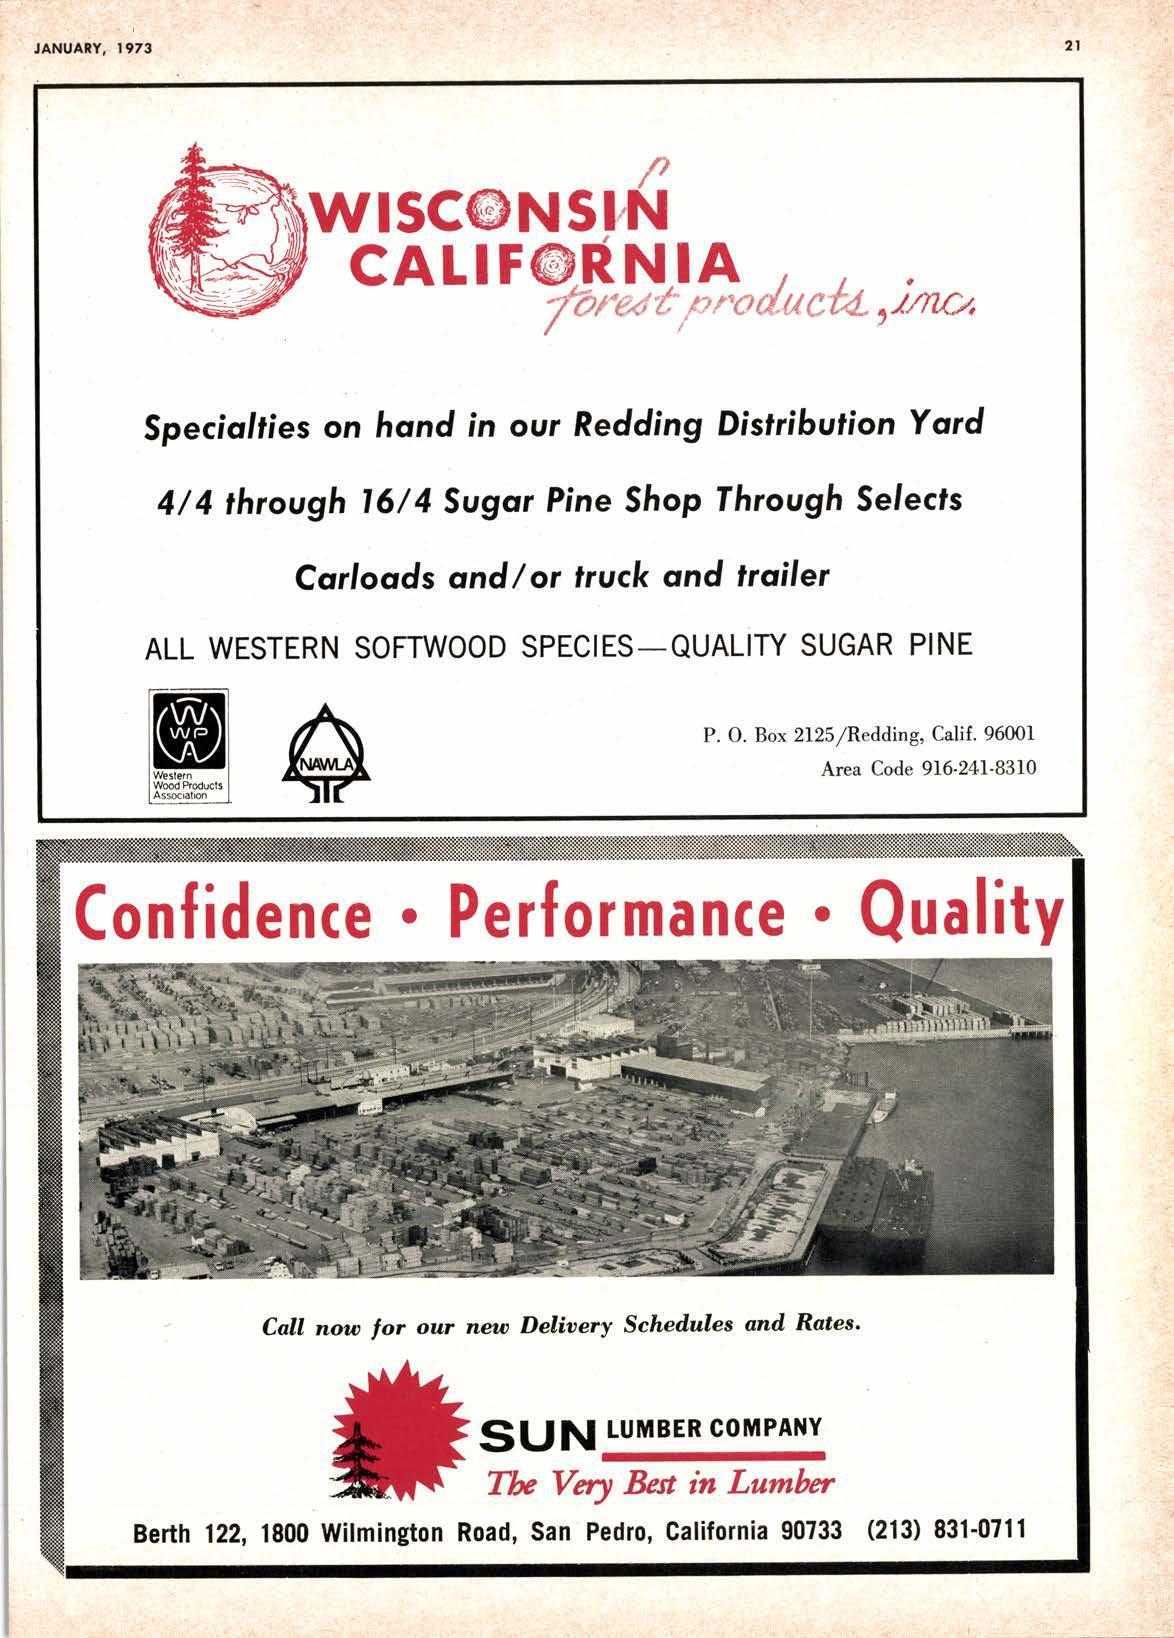 JANUARY, 1973
21
WISCONSIN
CALIFORNIA
forest products, inc.
Specialties on hand in our Redding Distribution Yard
4/4 through 16/4 Sugar Pine Shop Through Selects
Carloads and/or truck and trailer
ALL WESTERN SOFTWOOD SPECIES—QUALITY SUGAR PINE
WWPA
Western
Wood Products
Association
NAWLA
P. O. Box 2125/Redding, Calif. 96001
Area Code 916-241-8310
Confidence • Performance • Quality
Call now for our new Delivery Schedules and Rates.
SUN LUMBER COMPANY
The Very Best in Lumber
Berth 122, 1800 Wilmington Road, San Pedro, California 90733 (213) 831-0711